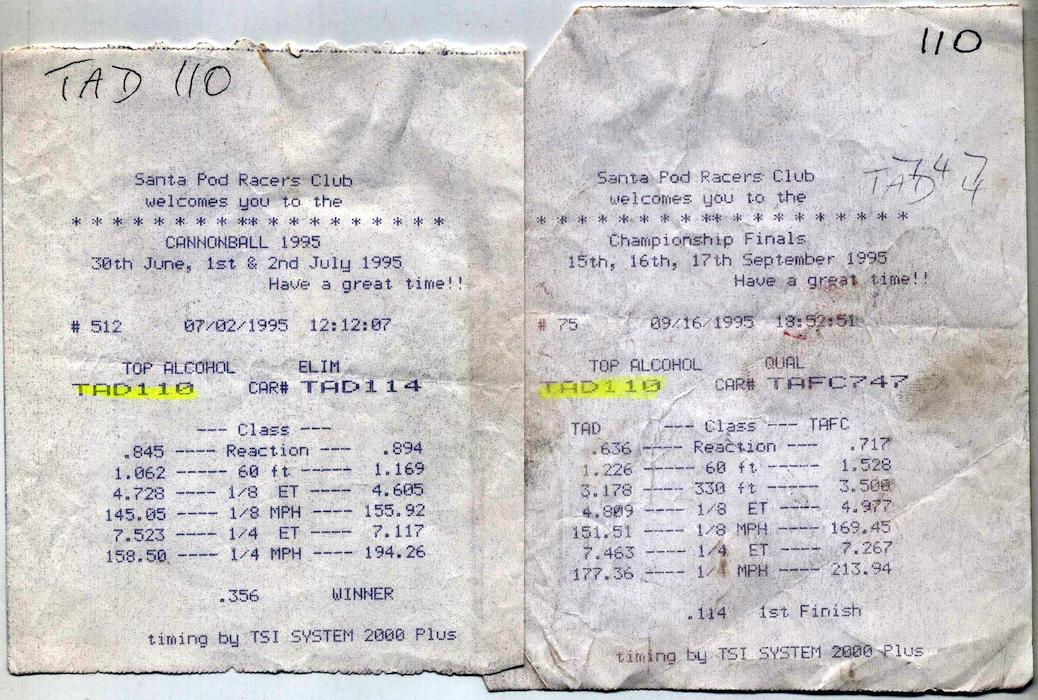 TAD 110
Santa Pod Racers Club
welcomes you to the
* * * * * * * * ** * * * * * * * * *
CANNONBALL 1995
30th June, 1st & 2nd July 1995
Have a great time!!
# 512 07/02/1995 12:12:07
TOP ALCOHOL ELIM
TAD110 CAR# TAD114
--- Class ---
.845 ---- Reaction ---- .894
1.062 ----- 60 ft ----- 1.169
4.728 ---- 1/8 ET ---- 4.605
145.05 ---- 1/8 MPH ---- 155.92
7.523 ---- 1/4 ET ---- 7.117
158.50 ---- 1/4 MPH ---- 194.26
.356 WINNER
timing by TSI SYSTEM 2000 Plus
110
TAD 747
Santa Pod Racers Club
welcomes you to the
* * * * * * * * ** * * * * * * * * *
Championship Finals
15th, 16th, 17th September 1995
Have a great time!!
# 75 09/16/1995 18:52:51
TOP ALCOHOL QUAL
TAD110 CAR# TAFC747
TAD --- Class --- TAFC
.636 ---- Reaction ---- .717
1.226 ----- 60 ft ----- 1.528
3.178 ---- 330 ft ---- 3.500
4.809 ---- 1/8 ET ---- 4.977
151.51 ---- 1/8 MPH ---- 169.45
7.463 ---- 1/4 ET ---- 7.267
177.36 ---- 1/4 MPH ---- 213.94
.114 1st Finish
timing by TSI SYSTEM 2000 Plus